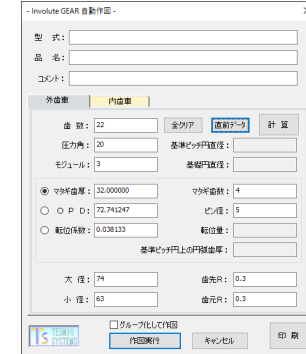 - Involute GEAR 自動作図 -
型 式:
品 名:
コメント:
外歯車 内歯車
歯 数: 22 全クリア 直前データ 計 算
圧力角: 20 基準ピッチ円直径:
モジュール: 3 基礎円直径:
マタギ歯厚: 32.000000 マタギ歯数: 4
O P D: 72.741247 ピン径: 5
転位係数: 0.038133 転位量:
基準ピッチ円上の円弧歯厚:
大 径: 74 歯先R: 0.3
小 径: 63 歯元R: 0.3
グループ化して作図
TS TECNIC SYSTEMS 作図実行 キャンセル 印 刷